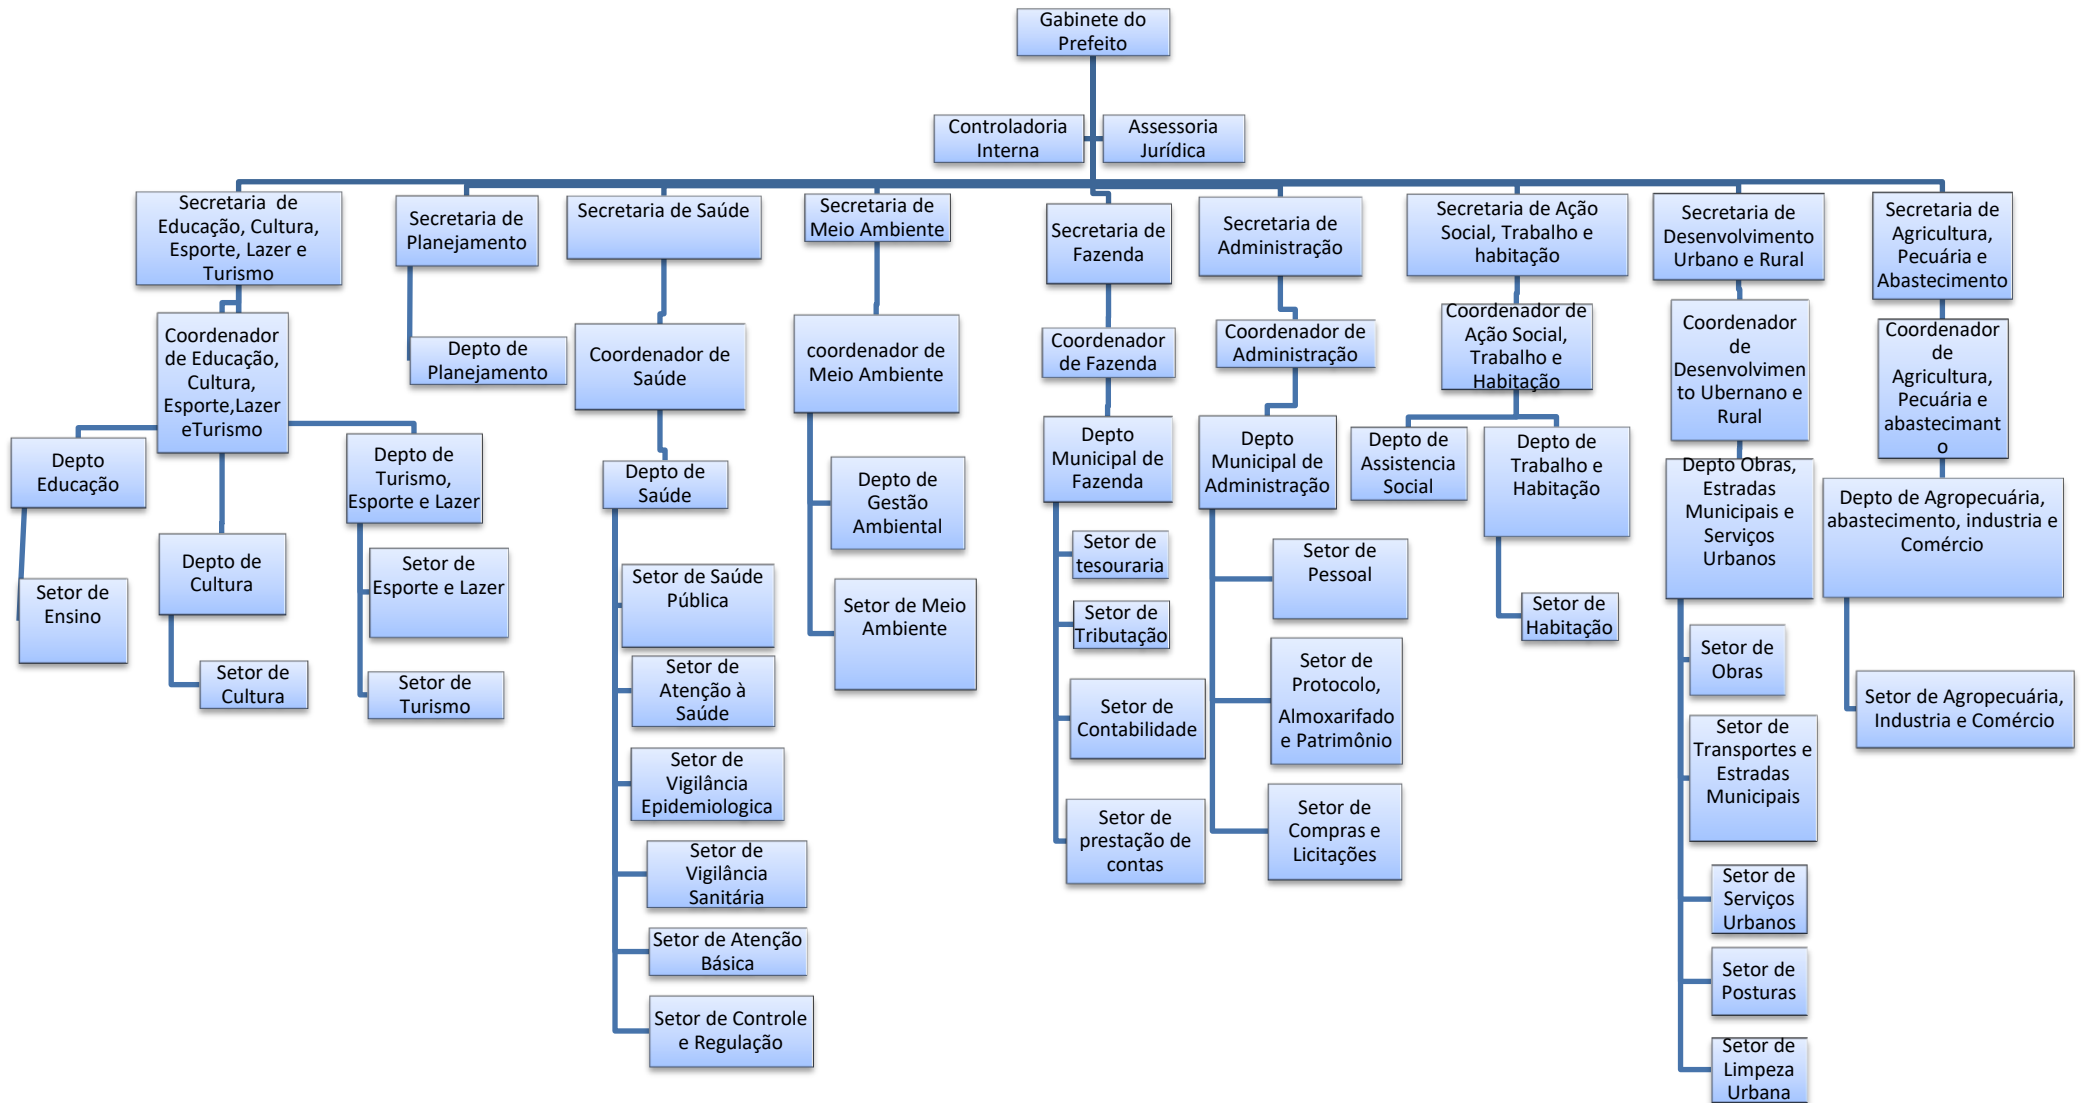 Gabinete do
Prefeito
Controladoria
Interna
Assessoria
Jurídica
Secretaria de
Educação, Cultura,
Esporte, Lazer e
Turismo
Secretaria de
Planejamento
Secretaria de Saúde
Secretaria de
Meio Ambiente
Secretaria de
Fazenda
Secretaria de
Administração
Secretaria de Ação
Social, Trabalho e
habitação
Secretaria de
Desenvolvimento
Urbano e Rural
Secretaria de
Agricultura,
Pecuária e
Abastecimento
Coordenador
de Educação,
Cultura,
Esporte,Lazer
eTurismo
Depto de
Planejamento
Coordenador de
Saúde
coordenador de
Meio Ambiente
Coordenador
de Fazenda
Coordenador de
Administração
Coordenador de
Ação Social,
Trabalho e
Habitação
Coordenador
de
Desenvolvimen
to Ubernano e
Rural
Coordenador
de
Agricultura,
Pecuária e
abastecimant
o
Depto
Educação
Depto de
Cultura
Depto de
Turismo,
Esporte e Lazer
Depto de
Saúde
Depto de
Gestão
Ambiental
Depto
Municipal de
Fazenda
Depto
Municipal de
Administração
Depto de
Assistencia
Social
Depto de
Trabalho e
Habitação
Depto Obras,
Estradas
Municipais e
Serviços
Urbanos
Depto de Agropecuária,
abastecimento, industria e
Comércio
Setor de
Ensino
Setor de
Cultura
Setor de
Esporte e Lazer
Setor de
Turismo
Setor de Saúde
Pública
Setor de
Atenção à
Saúde
Setor de
Vigilância
Epidemiologica
Setor de
Vigilância
Sanitária
Setor de Atenção
Básica
Setor de Controle
e Regulação
Setor de Meio
Ambiente
Setor de
tesouraria
Setor de
Tributação
Setor de
Contabilidade
Setor de
prestação de
contas
Setor de
Pessoal
Setor de
Protocolo,
Almoxarifado
e Patrimônio
Setor de
Compras e
Licitações
Setor de
Habitação
Setor de
Obras
Setor de
Transportes e
Estradas
Municipais
Setor de
Serviços
Urbanos
Setor de
Posturas
Setor de
Limpeza
Urbana
Setor de Agropecuária,
Industria e Comércio